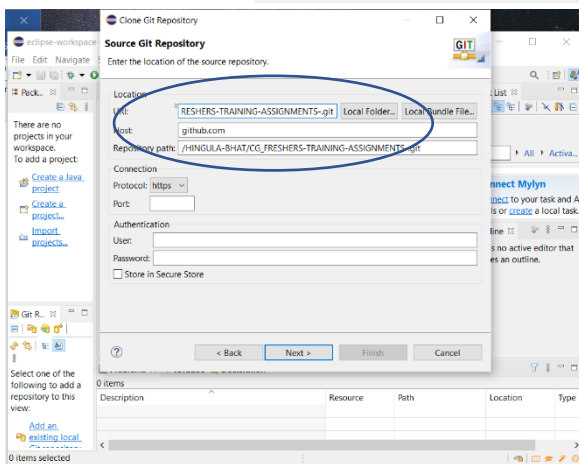 Clone Git Repository
eclipse-workspace
File Edit Navigate
Source Git Repository
Enter the location of the source repository.
GIT
Pack...
There are no
projects in your
workspace.
To add a project:
Create a Java
project
Create a
project...
Import
projects...
Location
URI: RESHERS-TRAINING-ASSIGNMENTS-.git Local Folder... Local Bundle File...
Host: github.com
Repository path: /HINGULA-BHAT/CG_FRESHERS-TRAINING-ASSIGNMENTS-.git
Connection
Protocol: https
Port:
Authentication
User:
Password:
Store in Secure Store
< Back Next > Finish Cancel
List
All Activa...
nnect Mylyn
nnect to your task and A
ls or create a local task.
line
s no active editor that
es an outline.
Git R...
Select one of the
following to add a
repository to this
view:
Add an
existing local
0 items
Description Resource Path Location Type
0 items selected